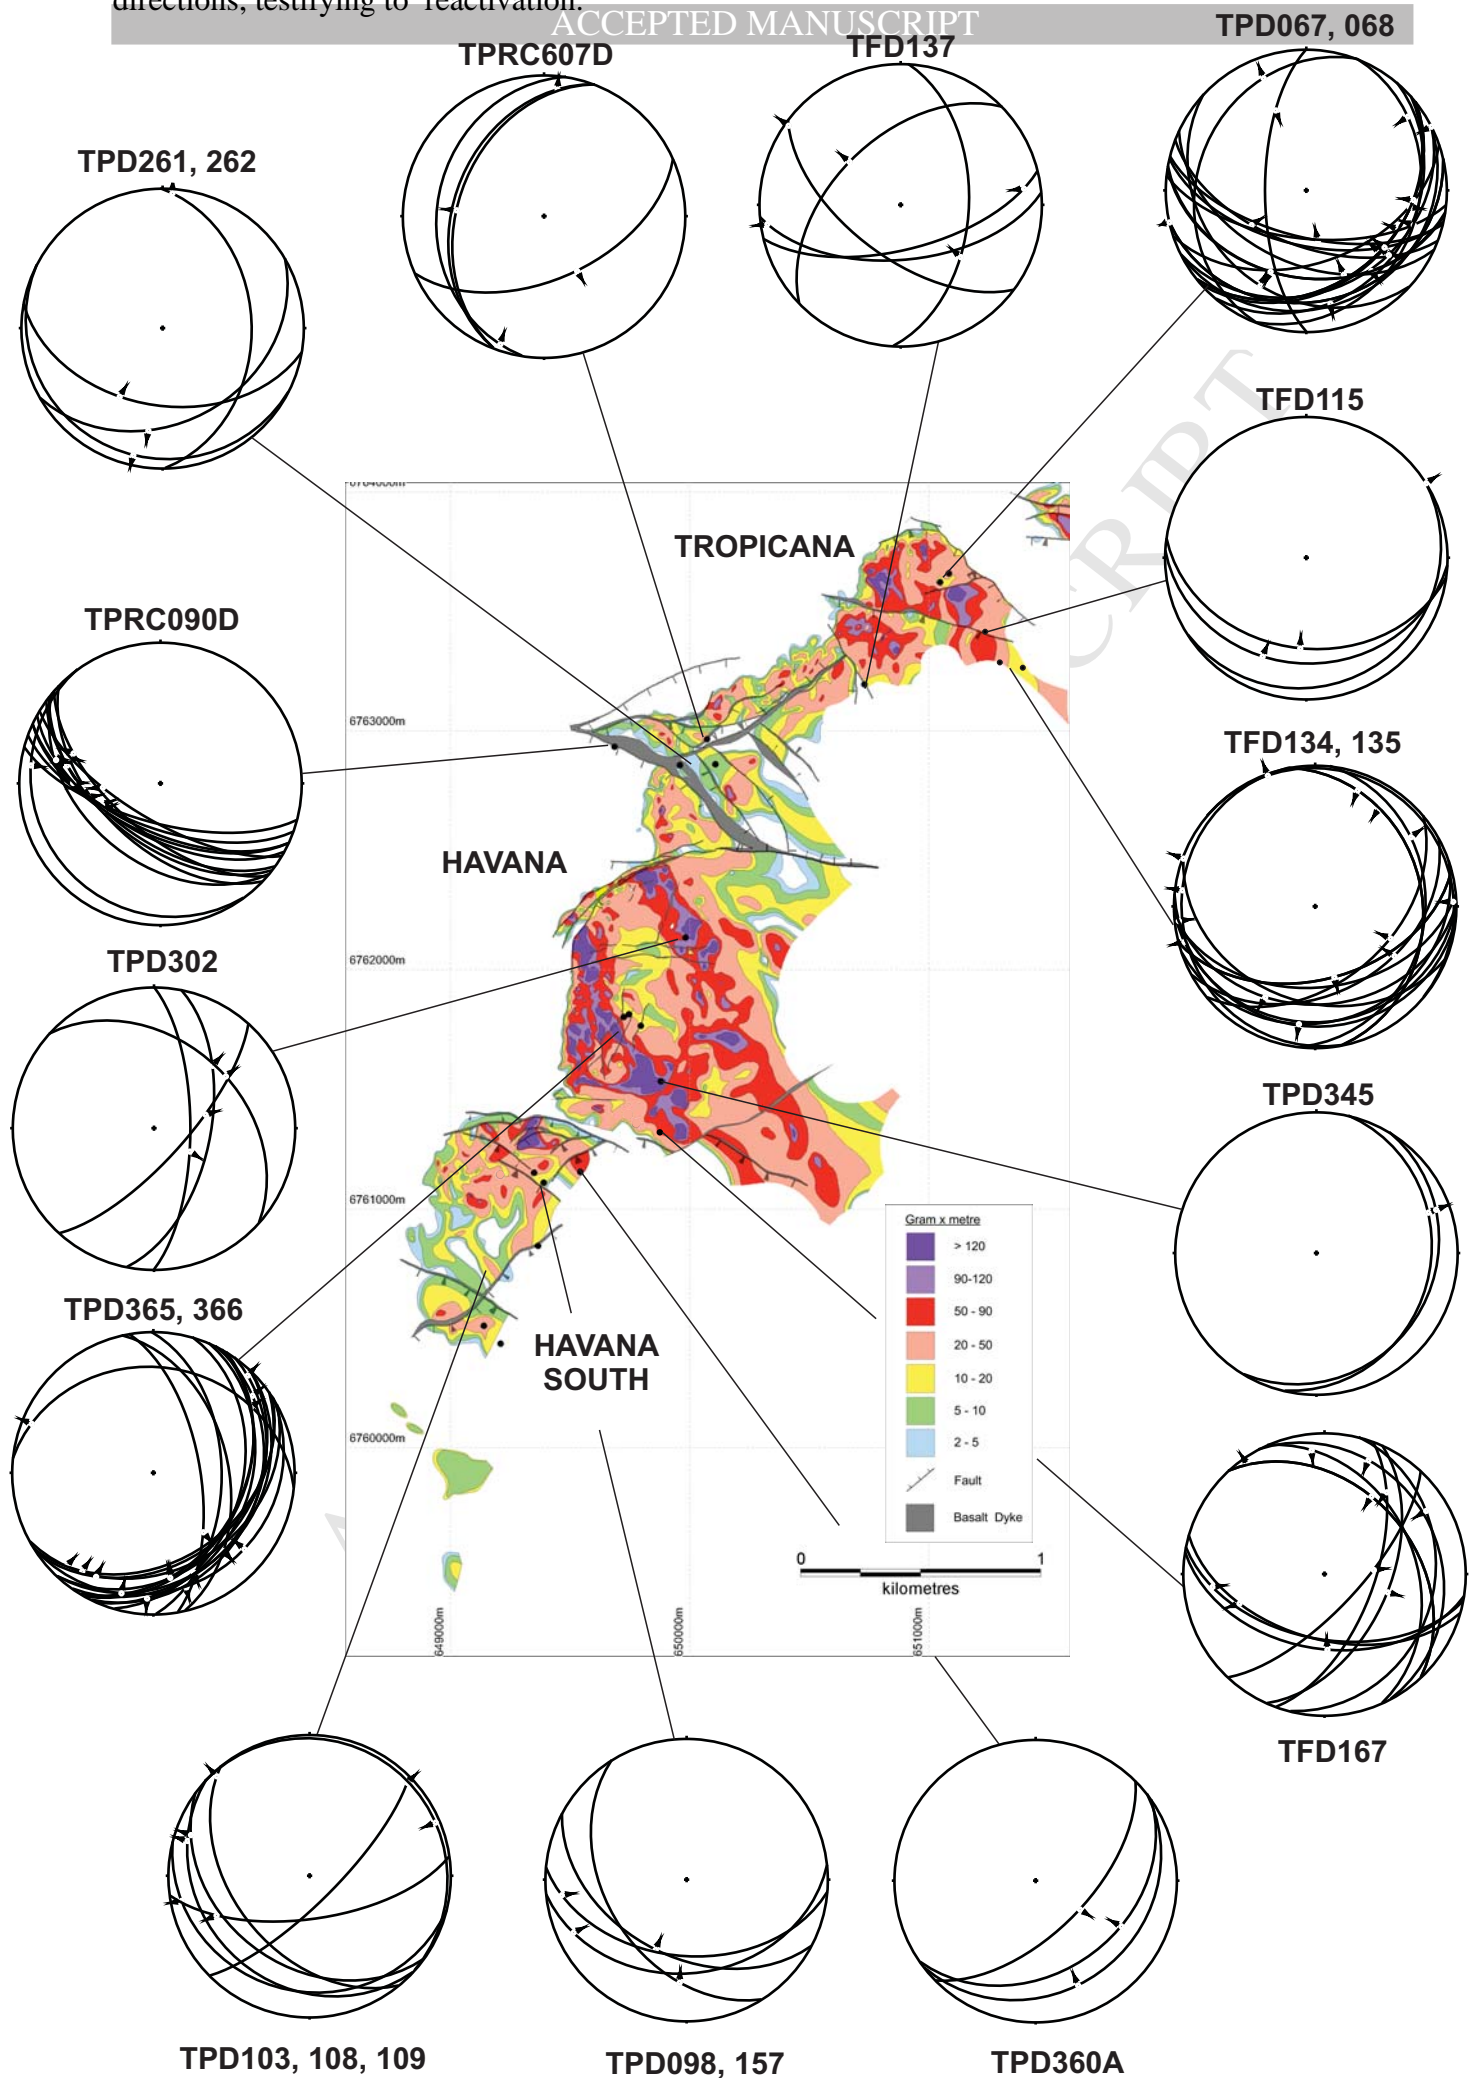 directions, testifying to reactivation.
ACCEPTED MANUSCRIPT
TPD067, 068
TPRC607D
TFD137
TPD261, 262
TFD115
TROPICANA
TPRC090D
6764000m
6763000m
TFD134, 135
HAVANA
TPD302
6762000m
TPD345
6761000m
Gram x metre
> 120
90-120
50 - 90
20 - 50
10 - 20
5 - 10
2 - 5
Fault
Basalt Dyke
TPD365, 366
HAVANA
SOUTH
6760000m
0 1
kilometres
649000m
650000m
651000m
TFD167
TPD103, 108, 109
TPD098, 157
TPD360A